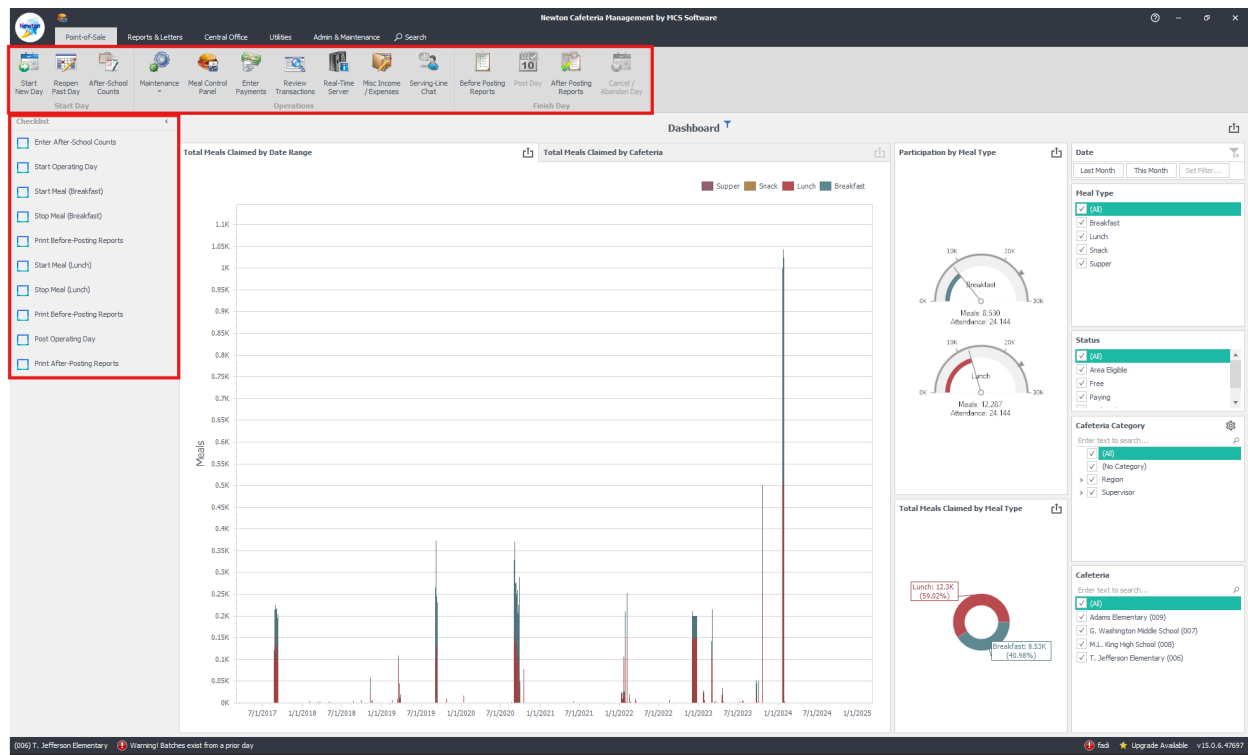 Newton
Newton Cafeteria Management by MCS Software
Point-of-Sale Reports & Letters Central Office Utilities Admin & Maintenance Search
Start New Day
Reopen Past Day
After-School Counts
Maintenance
Meal Control Panel
Enter Payments
Review Transactions
Real-Time Server
Misc Income / Expenses
Serving-Line Chat
Before Posting Reports
Post Day
After Posting Reports
Cancel / Abandon Day
10
Start Day Operations Finish Day
Checklist
Enter After-School Counts
Start Operating Day
Start Meal (Breakfast)
Stop Meal (Breakfast)
Print Before-Posting Reports
Start Meal (Lunch)
Stop Meal (Lunch)
Print Before-Posting Reports
Post Operating Day
Print After-Posting Reports
Dashboard
Total Meals Claimed by Date Range
Total Meals Claimed by Cafeteria
Supper Snack Lunch Breakfast
Meals
1.1K
1.05K
1K
0.95K
0.9K
0.85K
0.8K
0.75K
0.7K
0.65K
0.6K
0.55K
0.5K
0.45K
0.4K
0.35K
0.3K
0.25K
0.2K
0.15K
0.1K
0.05K
0K
7/1/2017 1/1/2018 7/1/2018 1/1/2019 7/1/2019 1/1/2020 7/1/2020 1/1/2021 7/1/2021 1/1/2022 7/1/2022 1/1/2023 7/1/2023 1/1/2024 7/1/2024 1/1/2025
Participation by Meal Type
10K 20K
Breakfast
0K 30K
Meals: 8,530
Attendance: 24,144
10K 20K
Lunch
0K 30K
Meals: 12,287
Attendance: 24,144
Total Meals Claimed by Meal Type
Lunch: 12.3K
(59.02%)
Breakfast: 8.53K
(40.98%)
Date
Last Month This Month Set Filter...
Meal Type
(All)
Breakfast
Lunch
Snack
Supper
Status
(All)
Area Eligible
Free
Paying
Cafeteria Category
Enter text to search...
(All)
(No Category)
Region
Supervisor
Cafeteria
Enter text to search...
(All)
Adams Elementary (009)
G. Washington Middle School (007)
M.L. King High School (008)
T. Jefferson Elementary (006)
(006) T. Jefferson Elementary Warning! Batches exist from a prior day fadi Upgrade Available v15.0.6.47697